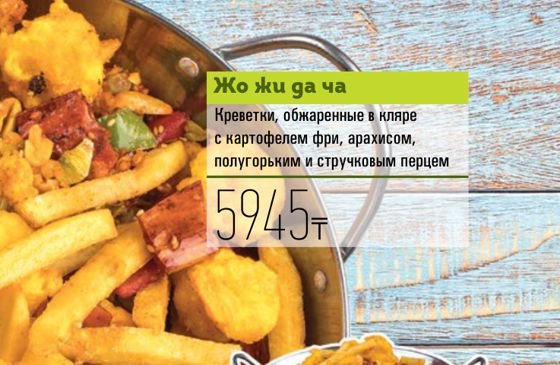 Жо жи да ча
Креветки, обжаренные в кляре
с картофелем фри, арахисом,
полугорьким и стручковым перцем
5945₸